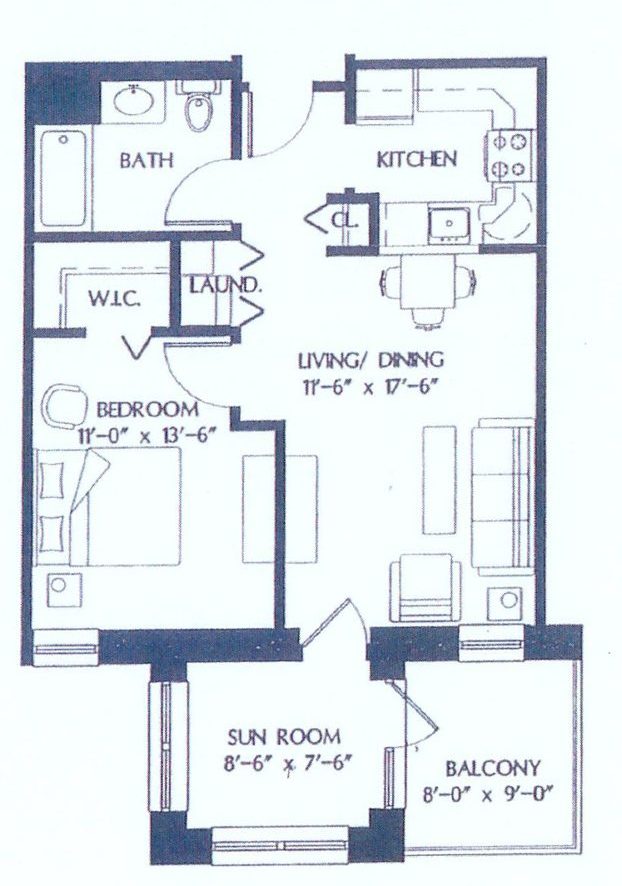 BATH
KITCHEN
CL.
W.I.C.
LAUND.
LIVING/ DINING
11'-6" x 17'-6"
BEDROOM
11'-0" x 13'-6"
SUN ROOM
8'-6" x 7'-6"
BALCONY
8'-0" x 9'-0"